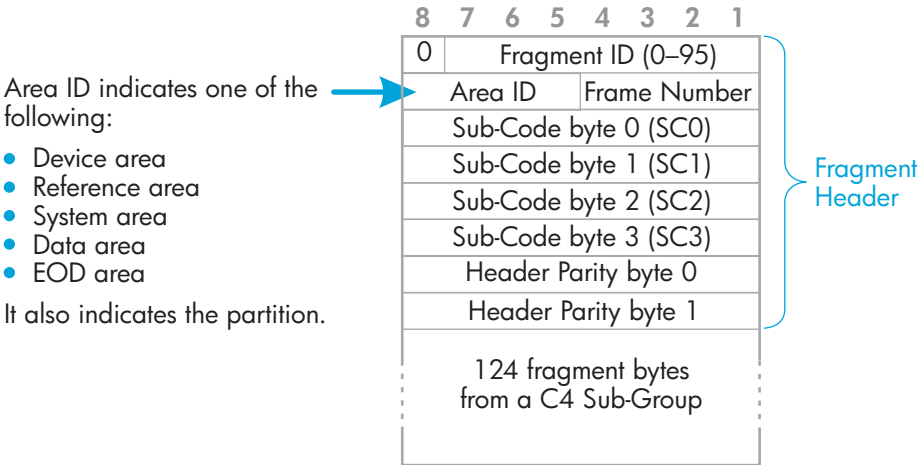 8 7 6 5 4 3 2 1
0 Fragment ID (0–95)
Area ID indicates one of the
following:
• Device area
• Reference area
• System area
• Data area
• EOD area
It also indicates the partition.
Area ID Frame Number
Sub-Code byte 0 (SC0)
Sub-Code byte 1 (SC1)
Sub-Code byte 2 (SC2)
Sub-Code byte 3 (SC3)
Header Parity byte 0
Header Parity byte 1
124 fragment bytes
from a C4 Sub-Group
Fragment
Header